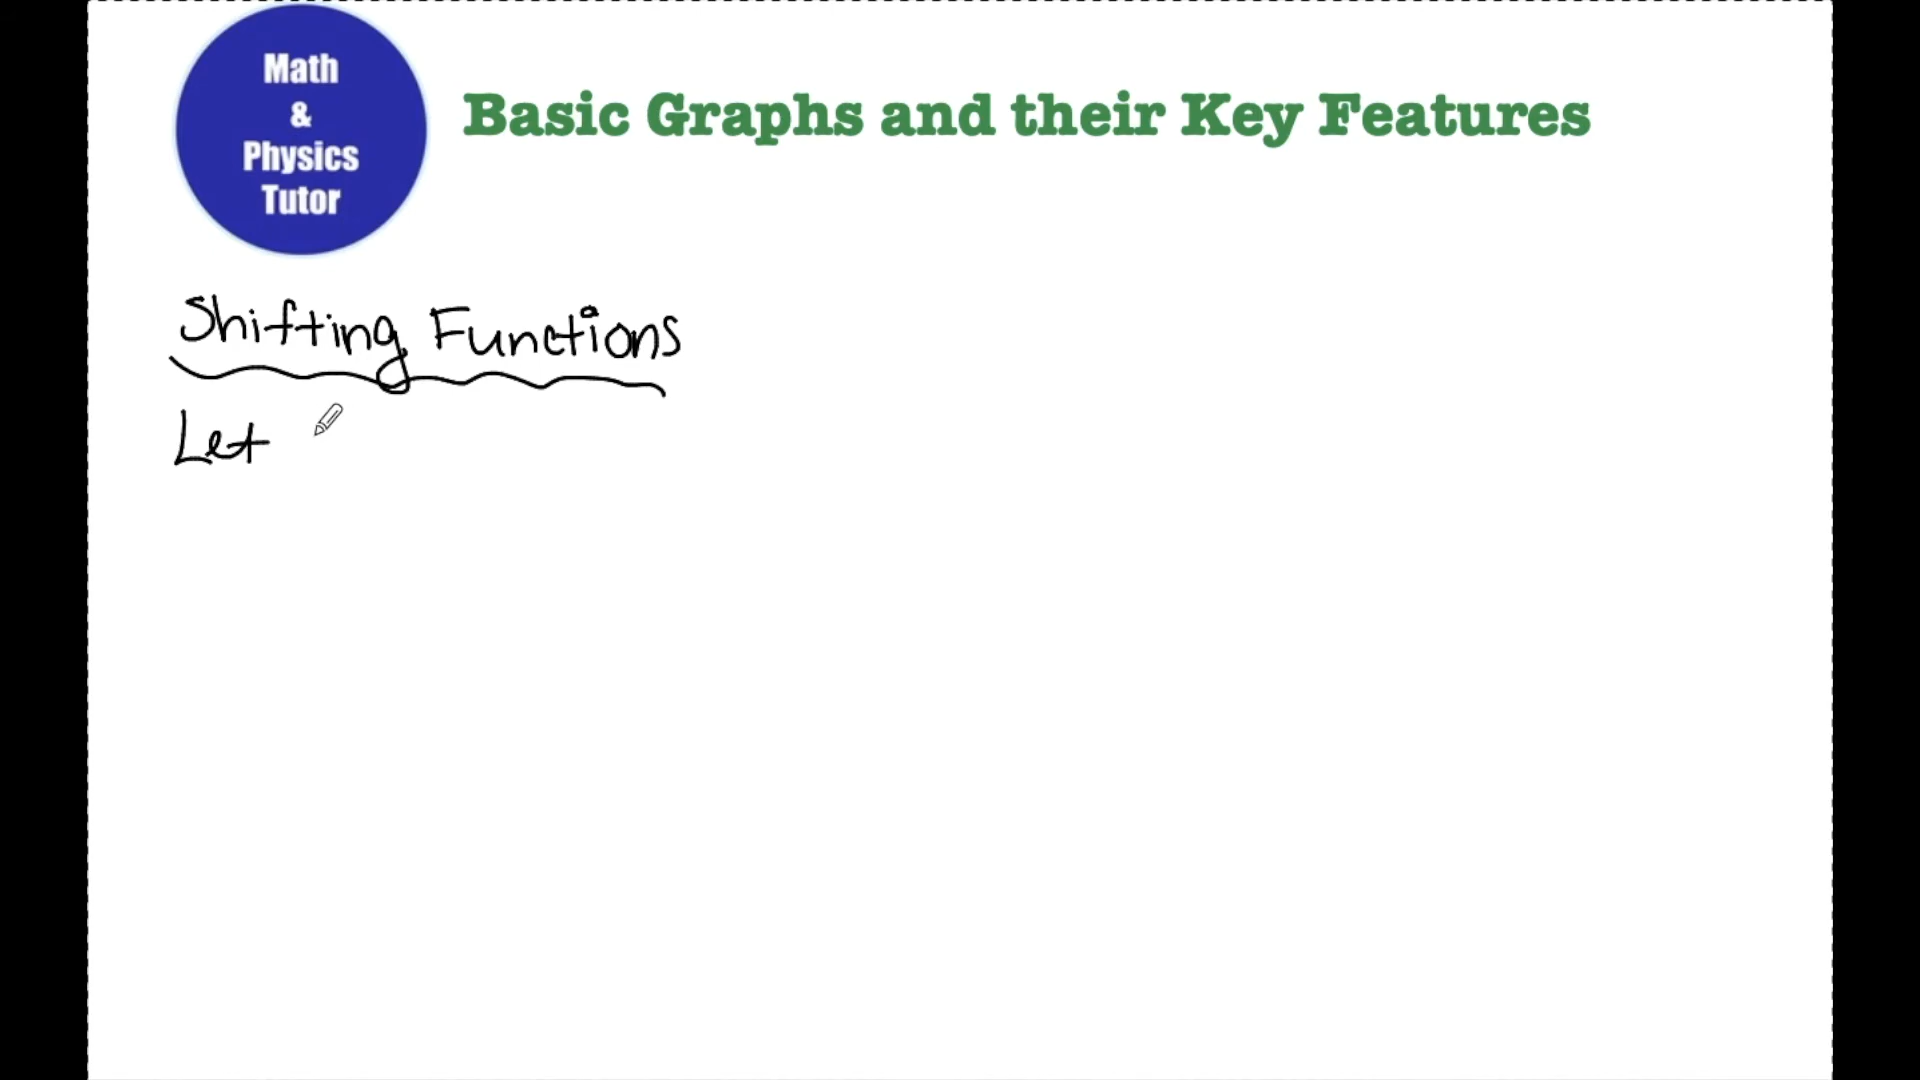 Math
&
Physics
Tutor
Basic Graphs and their Key Features
Shifting Functions
Let